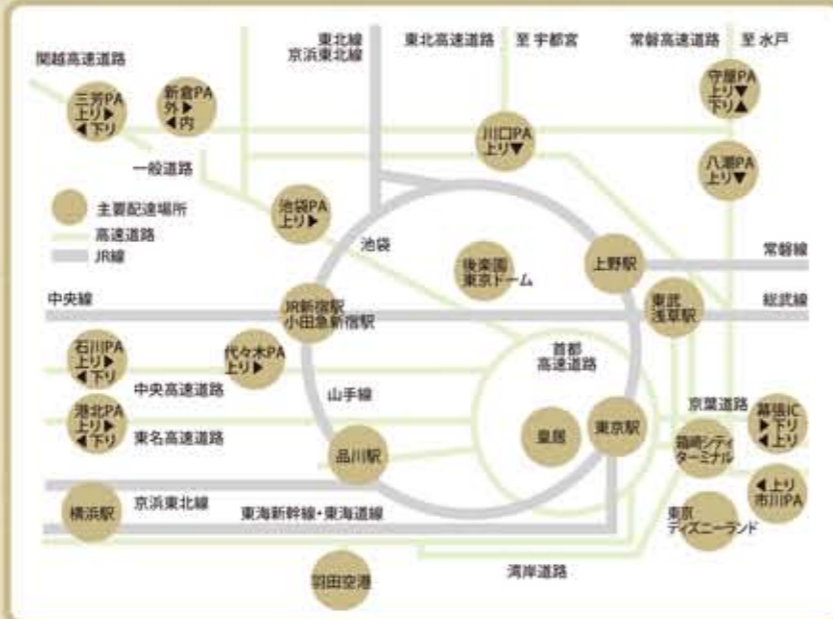 東北線
京浜東北線
東北高速道路
至 宇都宮
常磐高速道路
至 水戸
関越高速道路
三芳PA
上り▶
◀下り
新倉PA
外▶
◀内
守屋PA
上り▼
下り▲
川口PA
上り▼
八潮PA
上り▼
一般道路
主要配達場所
高速道路
JR線
池袋PA
上り▶
池袋
後楽園
東京ドーム
上野駅
常磐線
中央線
JR新宿駅
小田急新宿駅
東武
浅草駅
総武線
石川PA
上り▶
◀下り
代々木PA
上り▶
首都
高速道路
中央高速道路
山手線
京葉道路
幕張IC
▶下り
◀上り
港北PA
上り▶
◀下り
東名高速道路
品川駅
皇居
東京駅
箱崎シティ
ターミナル
◀上り
市川PA
横浜駅
京浜東北線
東海新幹線・東海道線
東京
ディズニーランド
羽田空港
湾岸道路